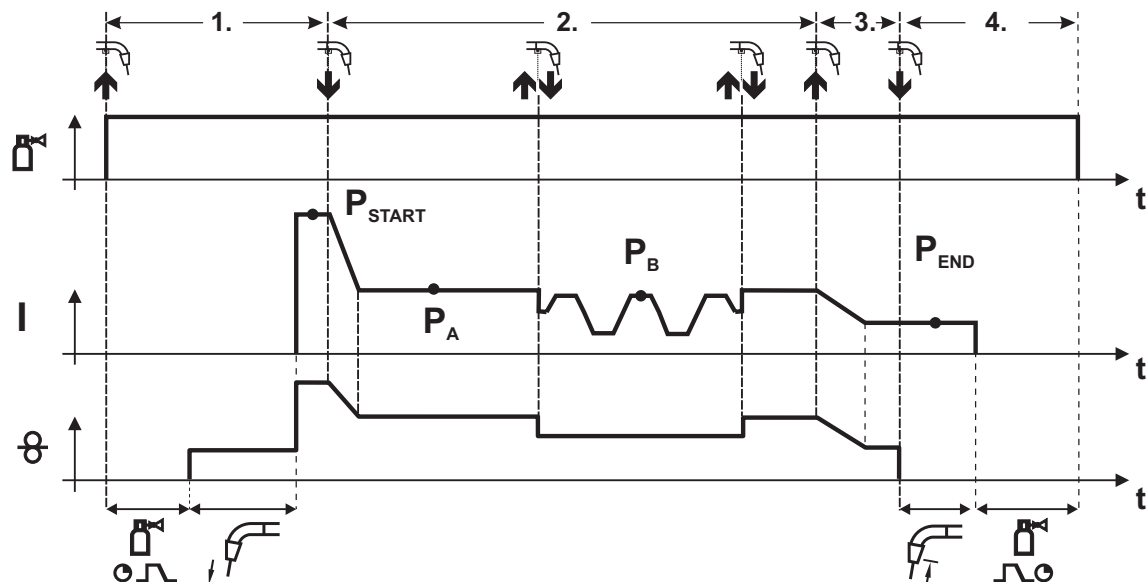 1. 2. 3. 4.
t
P_START
P_B
P_END
I
P_A
t
t